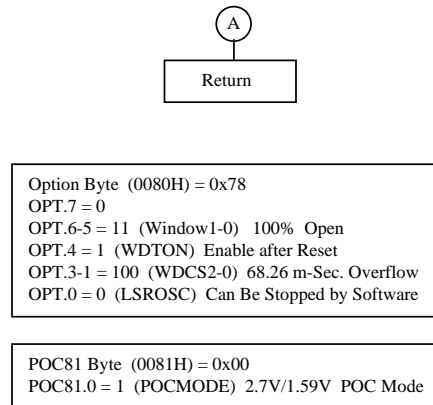 A
Return
Option Byte (0080H) = 0x78
OPT.7 = 0
OPT.6-5 = 11 (Window1-0) 100% Open
OPT.4 = 1 (WDTON) Enable after Reset
OPT.3-1 = 100 (WDCS2-0) 68.26 m-Sec. Overflow
OPT.0 = 0 (LSROSC) Can Be Stopped by Software
POC81 Byte (0081H) = 0x00
POC81.0 = 1 (POCMODE) 2.7V/1.59V POC Mode